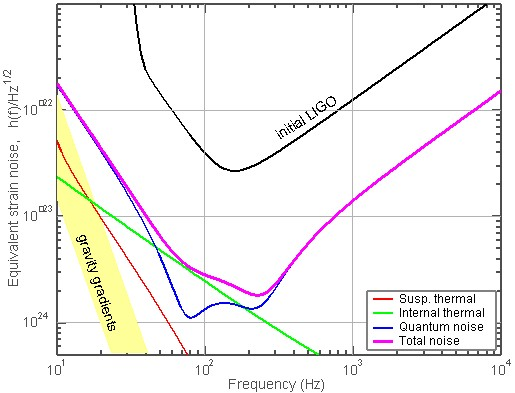 initial LIGO
10^-22
10^-23
10^-24
Equivalent strain noise, h(f)/Hz^1/2
gravity gradients
Susp. thermal
Internal thermal
Quantum noise
Total noise
10^1
10^2
10^3
10^4
Frequency (Hz)